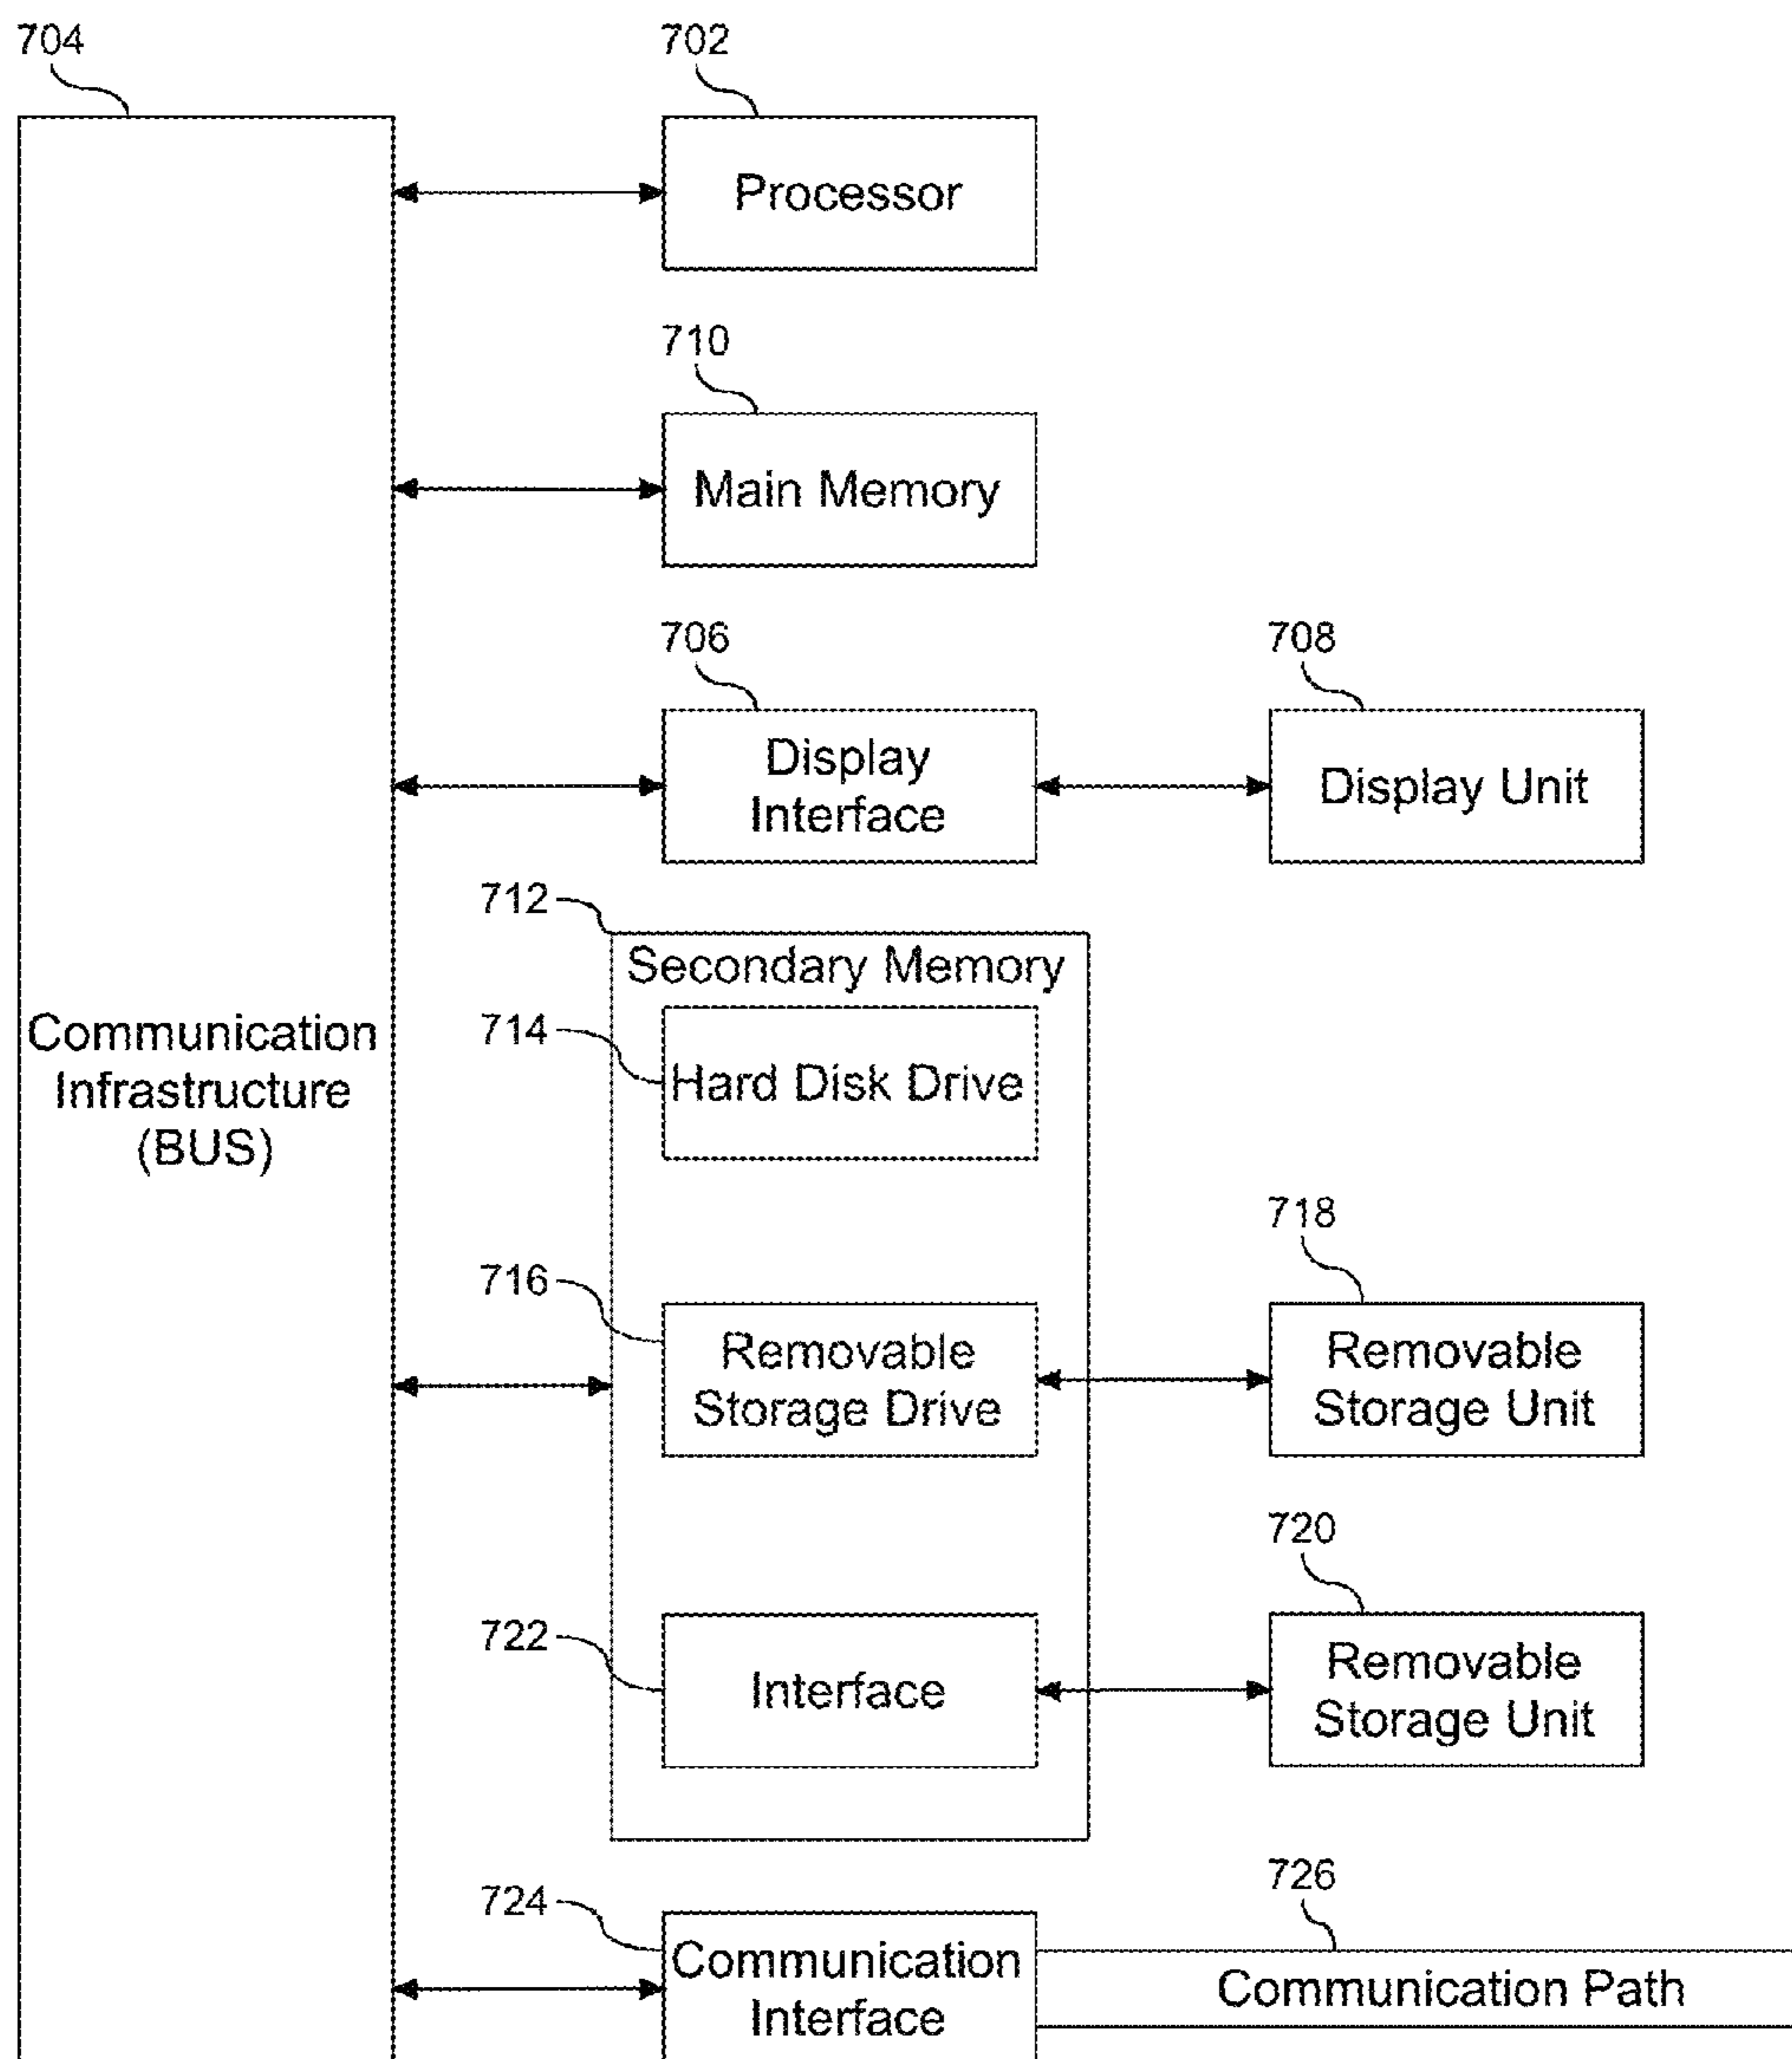 704
702
Processor
710
Main Memory
706
708
Display
Interface
Display Unit
712
Secondary Memory
714
Hard Disk Drive
Communication
Infrastructure
(BUS)
718
716
Removable
Storage Drive
Removable
Storage Unit
720
722
Interface
Removable
Storage Unit
726
724
Communication
Interface
Communication Path